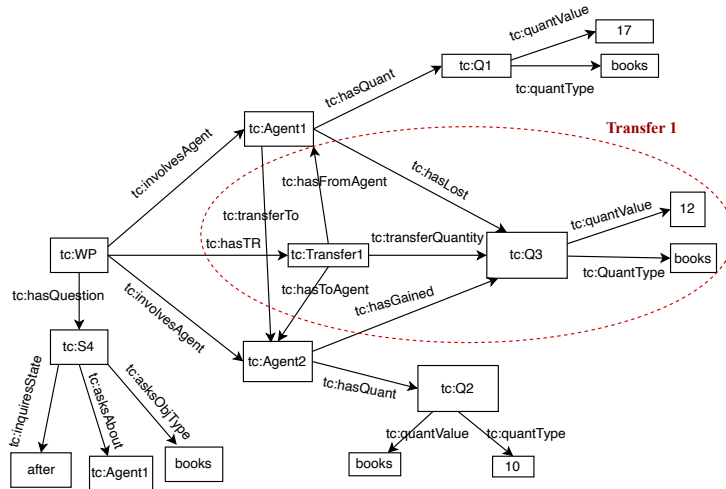 tc:quantValue
17
tc:Q1
books
tc:hasQuant
tc:quantType
tc:Agent1
Transfer 1
tc:involvesAgent
tc:hasFromAgent
tc:hasLost
tc:quantValue
12
tc:transferTo
tc:WP
tc:hasTR
tc:Transfer1
tc:transferQuantity
tc:Q3
books
tc:QuantType
tc:hasQuestion
tc:hasToAgent
tc:involvesAgent
tc:hasGained
tc:S4
tc:Agent2
tc:hasQuant
tc:Q2
tc:inquiresState
tc:asksAbout
tc:asksObjType
tc:quantValue
tc:quantType
after
tc:Agent1
books
books
10